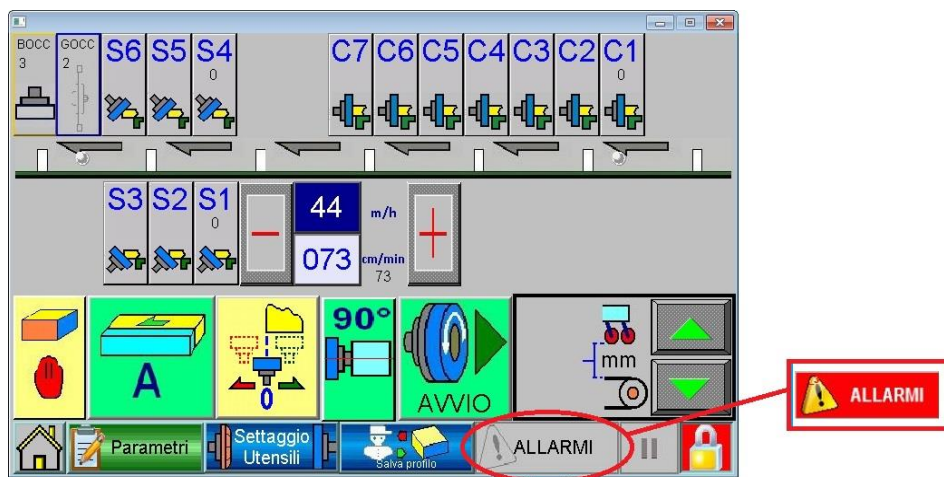 BOCC
3
GOCC
2
S6 S5 S4
0
C7 C6 C5 C4 C3 C2 C1
0
S3 S2 S1
0
44 m/h
073 cm/min
73
90°
A
0
AVVIO
mm
Parametri
Settaggio
Utensili
Salva profilo
ALLARMI
ALLARMI